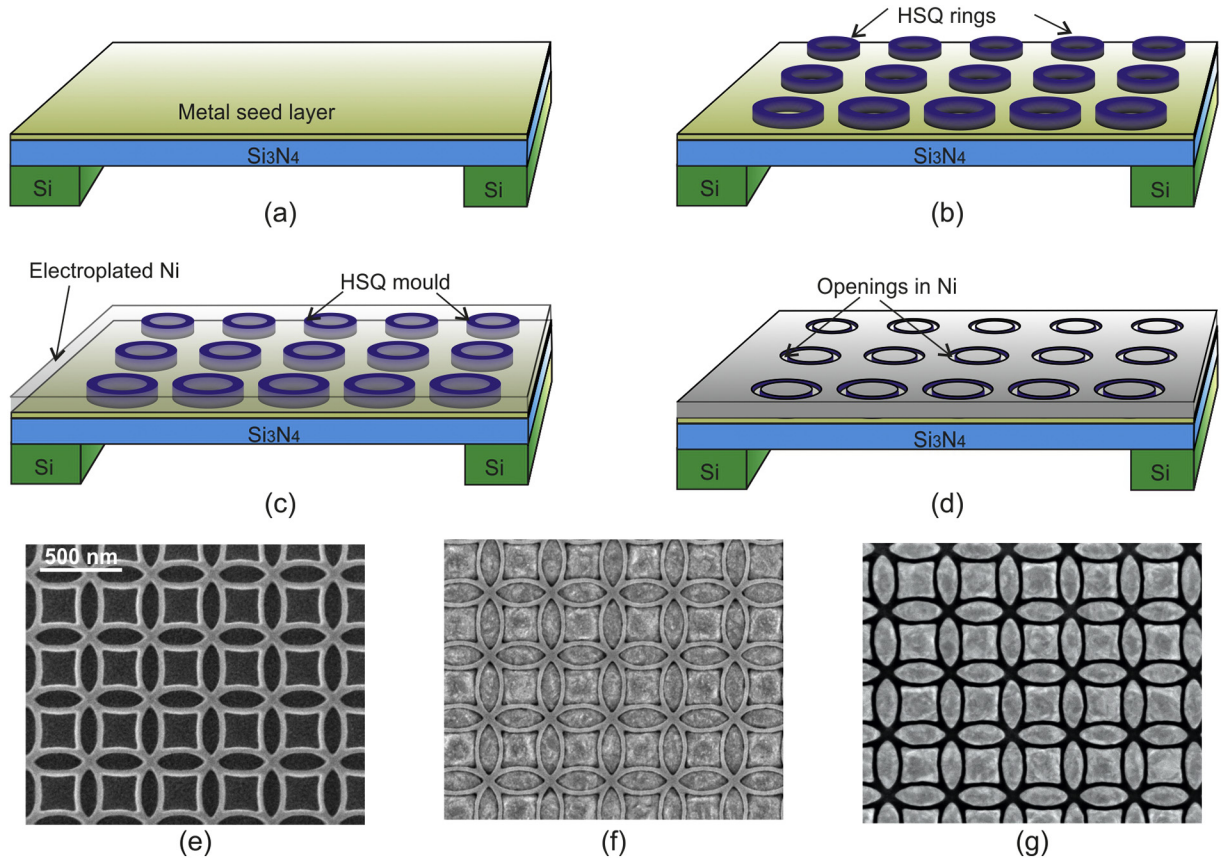 HSQ rings
Metal seed layer
Si₃N₄
Si₃N₄
Si
Si
Si
Si
(a)
(b)
Electroplated Ni
HSQ mould
Openings in Ni
Si₃N₄
Si₃N₄
Si
Si
Si
Si
(c)
(d)
500 nm
(e)
(f)
(g)